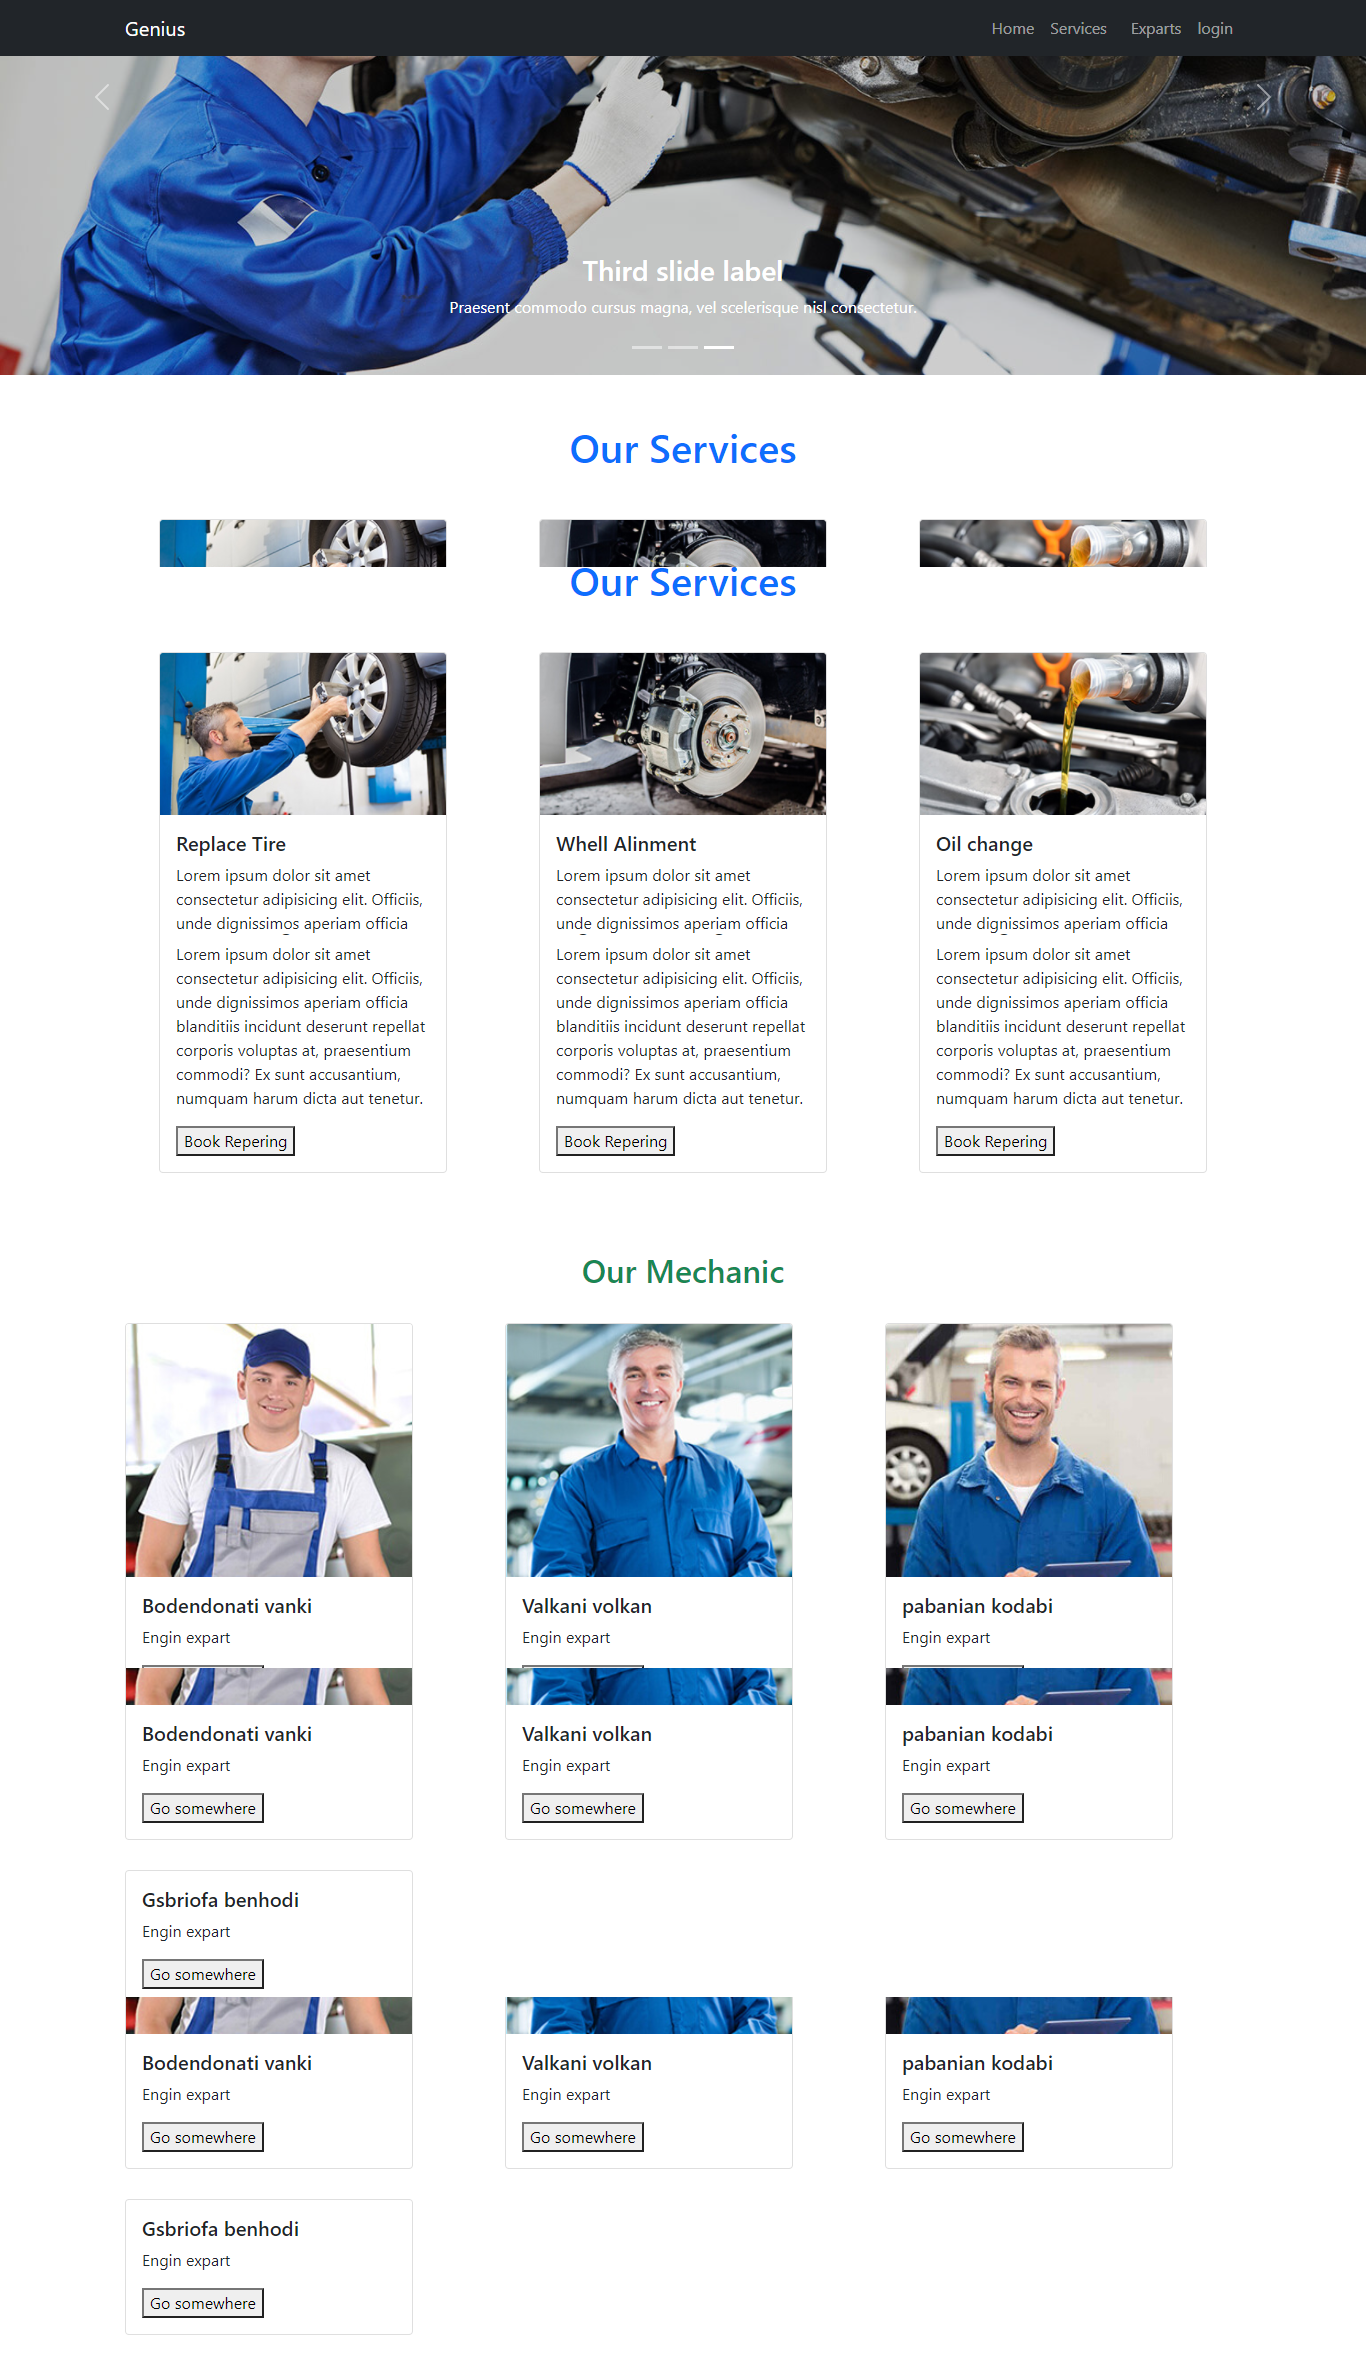 Genius
Home Services Exparts login
Third slide label
Praesent commodo cursus magna, vel scelerisque nisl consectetur.
Our Services
Our Services
Replace Tire
Lorem ipsum dolor sit amet
consectetur adipisicing elit. Officiis,
unde dignissimos aperiam officia
Lorem ipsum dolor sit amet
consectetur adipisicing elit. Officiis,
unde dignissimos aperiam officia
blanditiis incidunt deserunt repellat
corporis voluptas at, praesentium
commodi? Ex sunt accusantium,
numquam harum dicta aut tenetur.
Book Repering
Whell Alinment
Lorem ipsum dolor sit amet
consectetur adipisicing elit. Officiis,
unde dignissimos aperiam officia
Lorem ipsum dolor sit amet
consectetur adipisicing elit. Officiis,
unde dignissimos aperiam officia
blanditiis incidunt deserunt repellat
corporis voluptas at, praesentium
commodi? Ex sunt accusantium,
numquam harum dicta aut tenetur.
Book Repering
Oil change
Lorem ipsum dolor sit amet
consectetur adipisicing elit. Officiis,
unde dignissimos aperiam officia
Lorem ipsum dolor sit amet
consectetur adipisicing elit. Officiis,
unde dignissimos aperiam officia
blanditiis incidunt deserunt repellat
corporis voluptas at, praesentium
commodi? Ex sunt accusantium,
numquam harum dicta aut tenetur.
Book Repering
Our Mechanic
Bodendonati vanki
Engin expart
Valkani volkan
Engin expart
pabanian kodabi
Engin expart
Bodendonati vanki
Engin expart
Go somewhere
Valkani volkan
Engin expart
Go somewhere
pabanian kodabi
Engin expart
Go somewhere
Gsbriofa benhodi
Engin expart
Go somewhere
Bodendonati vanki
Engin expart
Go somewhere
Valkani volkan
Engin expart
Go somewhere
pabanian kodabi
Engin expart
Go somewhere
Gsbriofa benhodi
Engin expart
Go somewhere